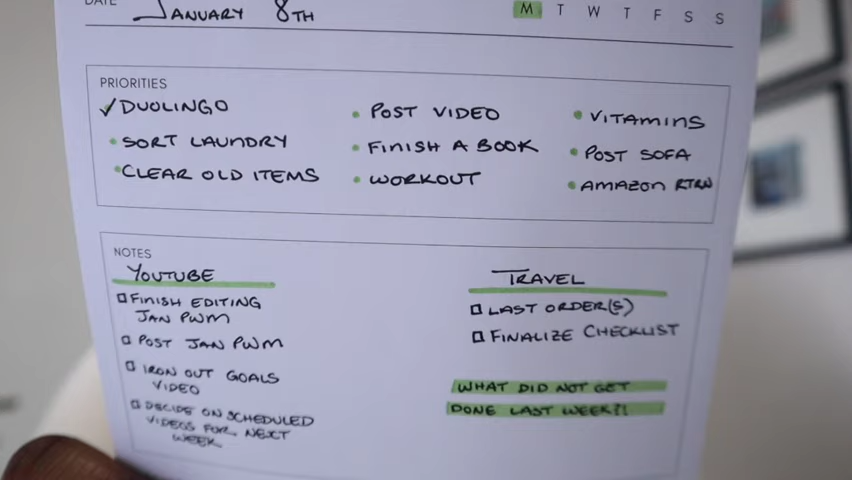 DATE JANUARY 8TH
M T W T F S S
PRIORITIES
✓DUOLINGO
• SORT LAUNDRY
• CLEAR OLD ITEMS
• POST VIDEO
• FINISH A BOOK
• WORKOUT
• VITAMINS
• POST SOFA
• AMAZON RTRN
NOTES
YOUTUBE
☐ FINISH EDITING
JAN PWM
☐ POST JAN PWM
☐ IRON OUT GOALS
VIDEO
☐ DECIDE ON SCHEDULED
VIDEOS FOR NEXT
WEEK
TRAVEL
☐ LAST ORDER(S)
☐ FINALIZE CHECKLIST
WHAT DID NOT GET
DONE LAST WEEK?!